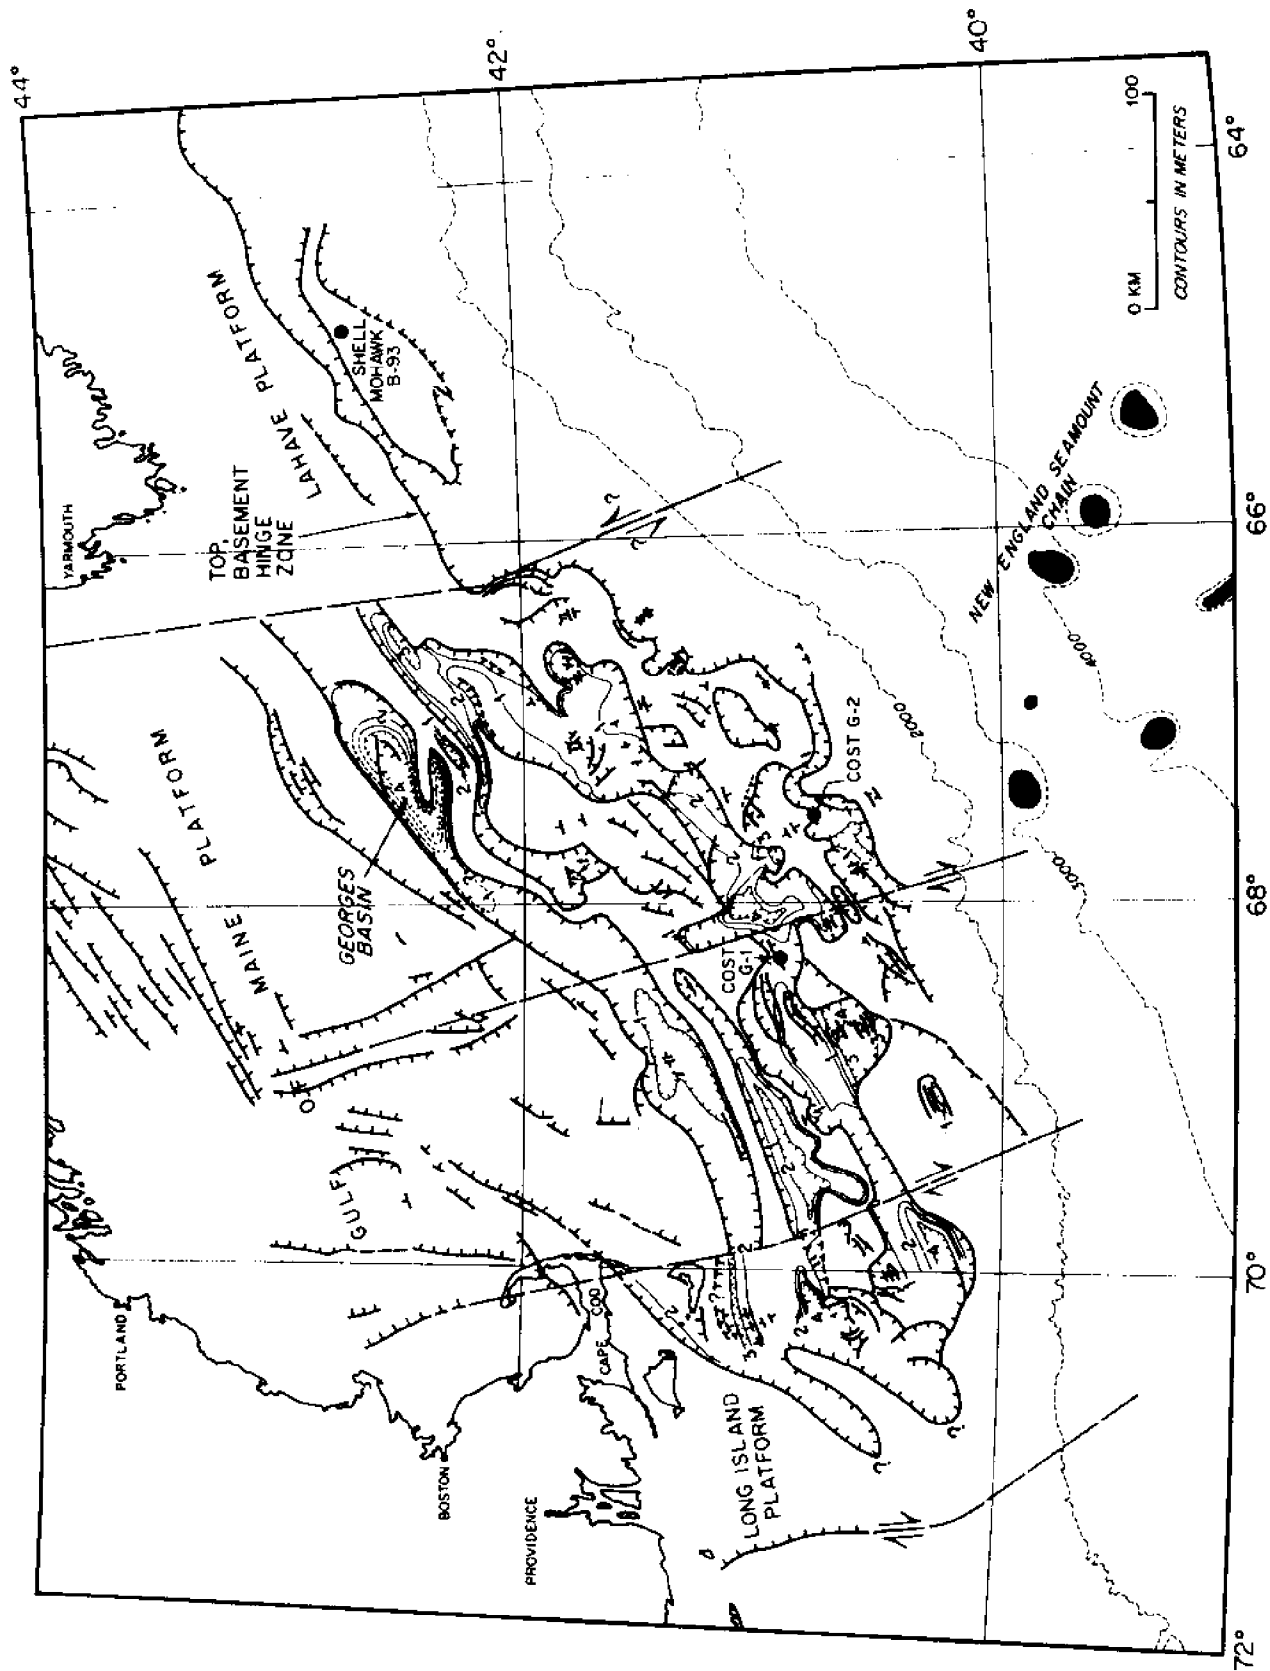 44°
42°
40°
64°
66°
68°
70°
72°
YARMOUTH
PORTLAND
BOSTON
PROVIDENCE
CAPE
COD
GULF
OF
MAINE
PLATFORM
LAHAVE PLATFORM
TOP,
BASEMENT
HINGE
ZONE
SHELL
MOHAWK
B-93
GEORGES
BASIN
COST
G-1
COST G-2
LONG ISLAND
PLATFORM
NEW ENGLAND SEAMOUNT
CHAIN
2000
3000
4000
0 KM
100
CONTOURS IN METERS